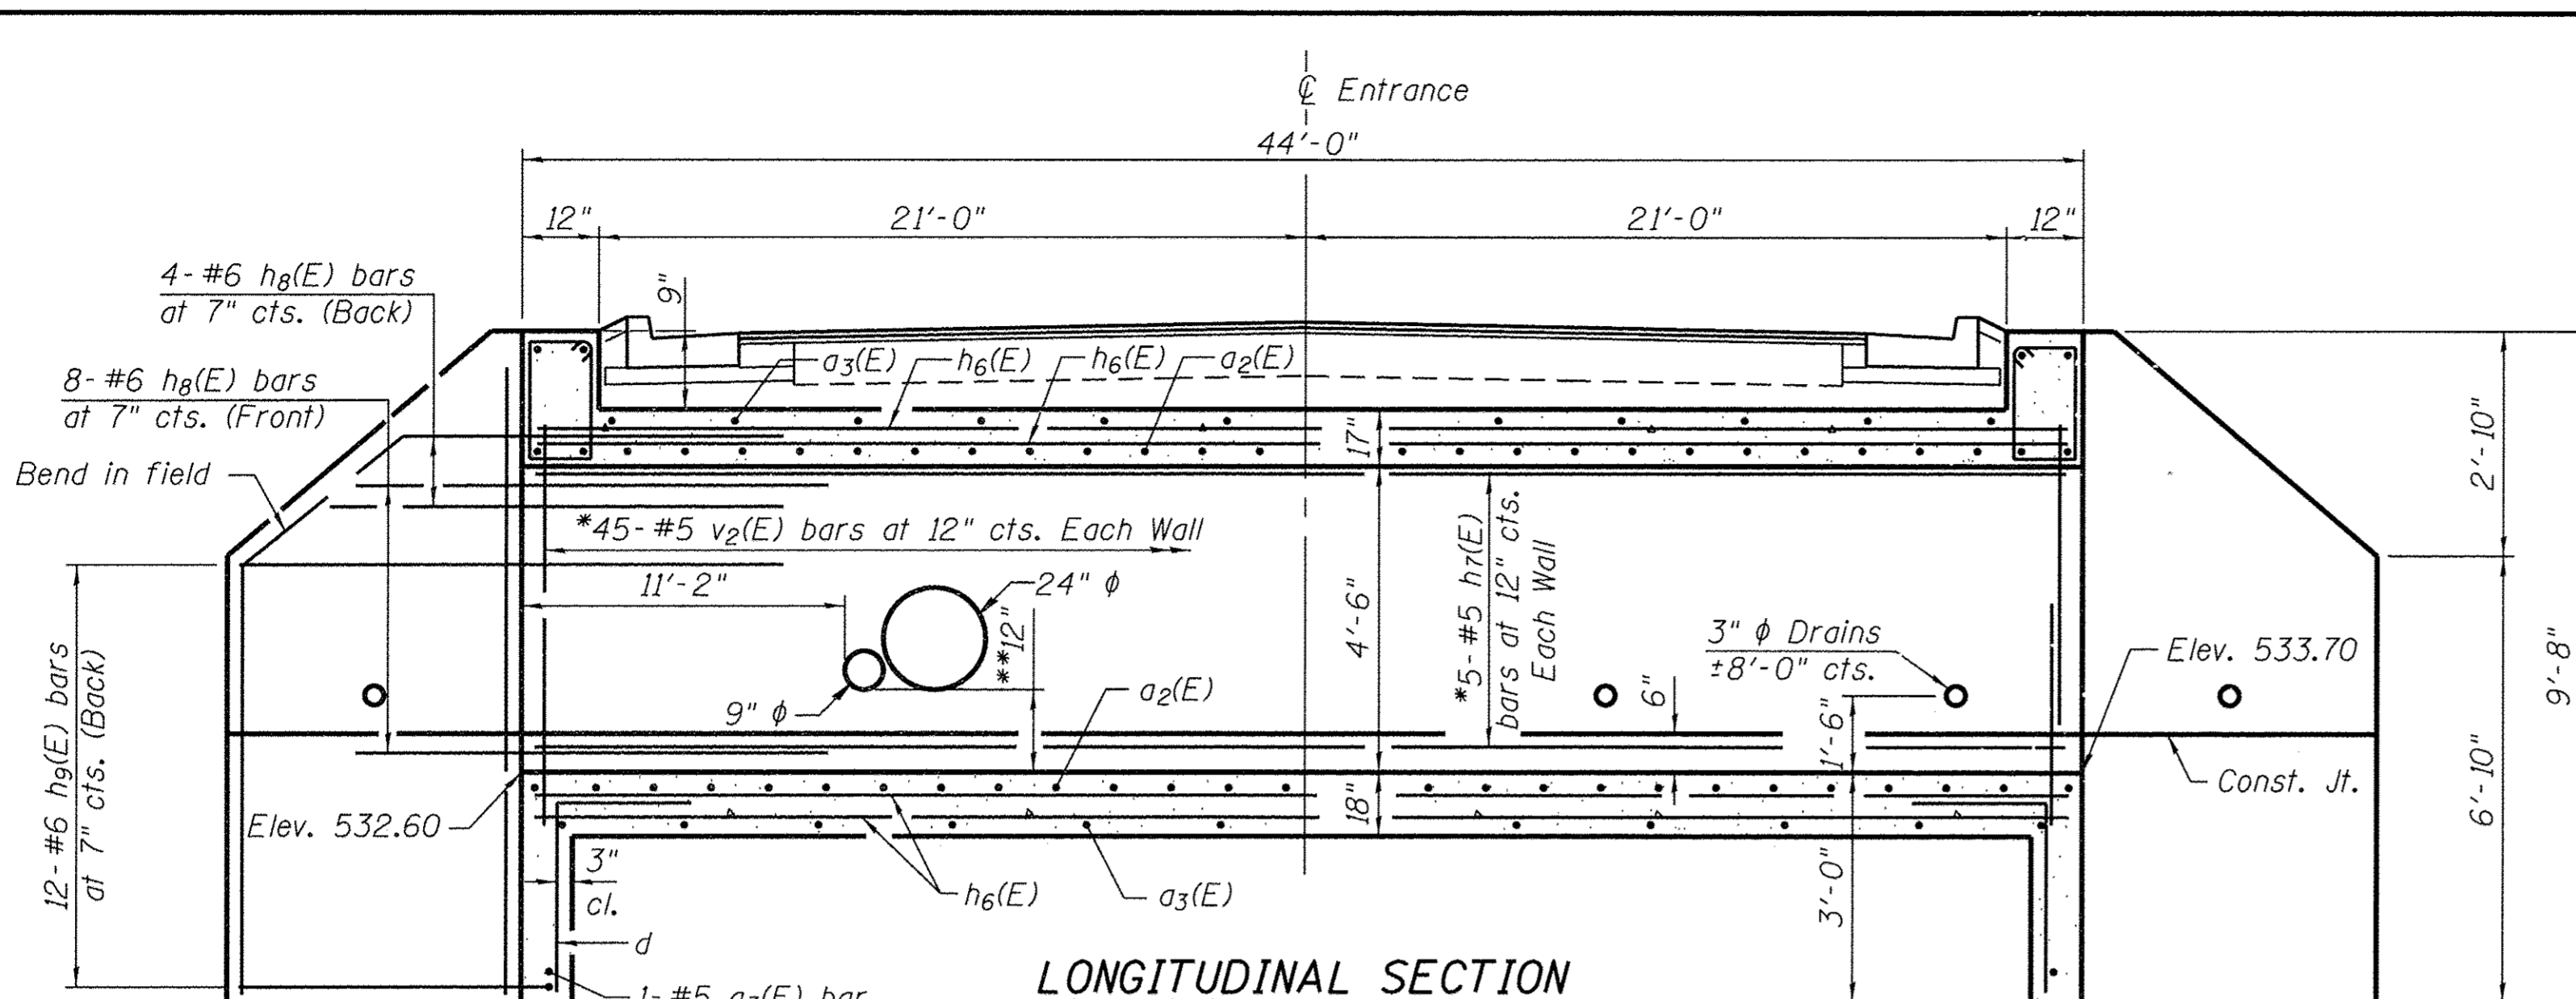 ℄ Entrance
44'-0"
12"
21'-0"
21'-0"
12"
4- #6 h8(E) bars
at 7" cts. (Back)
9"
8- #6 h8(E) bars
at 7" cts. (Front)
a3(E)
h6(E)
h6(E)
a2(E)
17"
2'-10"
Bend in field
*45- #5 v2(E) bars at 12" cts. Each Wall
11'-2"
24" ϕ
**12"
4'-6"
*5- #5 h7(E)
bars at 12" cts.
Each Wall
3" ϕ Drains
±8'-0" cts.
Elev. 533.70
9'-8"
9" ϕ
a2(E)
6"
1'-6"
12- #6 h9(E) bars
at 7" cts. (Back)
Const. Jt.
6'-10"
Elev. 532.60
18"
3"
cl.
h6(E)
a3(E)
3'-0"
d
LONGITUDINAL SECTION
1- #5
bar